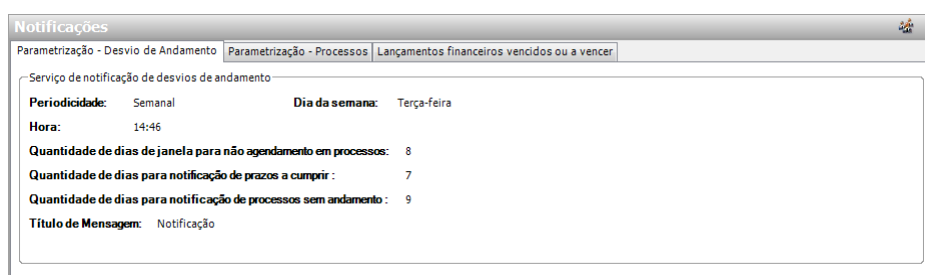 Notificações
Parametrização - Desvio de Andamento Parametrização - Processos Lançamentos financeiros vencidos ou a vencer
Serviço de notificação de desvios de andamento
Periodicidade: Semanal Dia da semana: Terça-feira
Hora: 14:46
Quantidade de dias de janela para não agendamento em processos: 8
Quantidade de dias para notificação de prazos a cumprir : 7
Quantidade de dias para notificação de processos sem andamento : 9
Título de Mensagem: Notificação